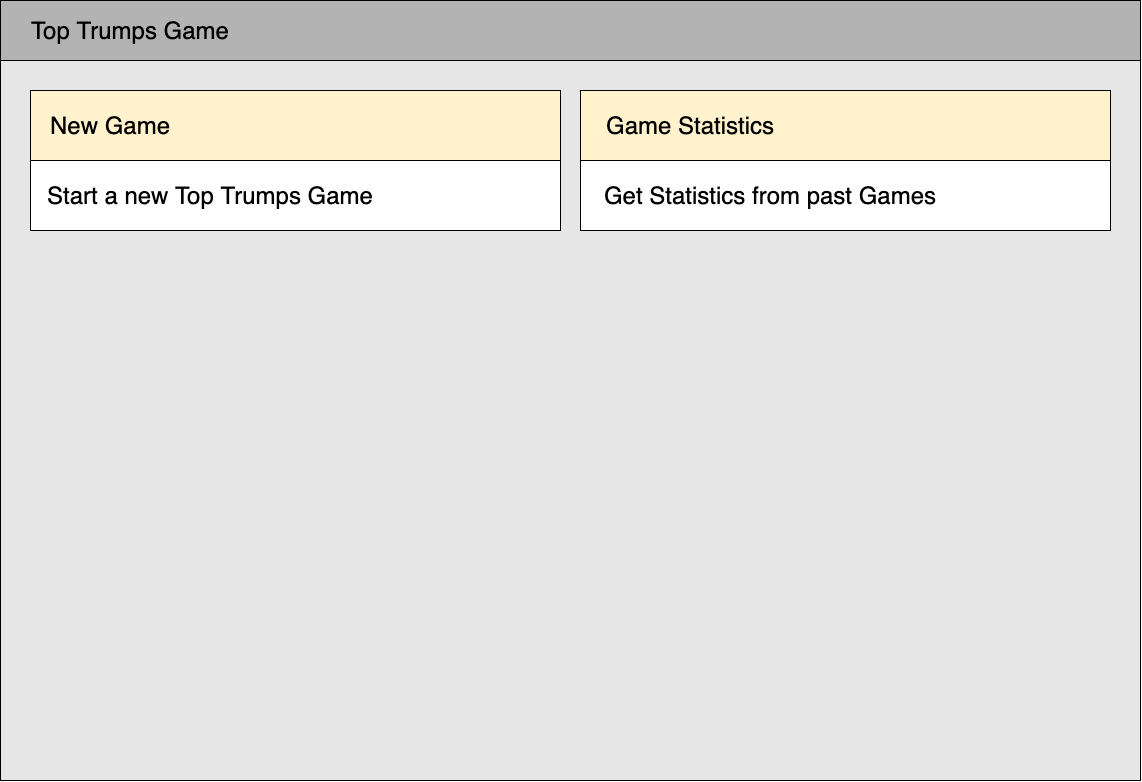 Top Trumps Game
New Game
Game Statistics
Start a new Top Trumps Game
Get Statistics from past Games